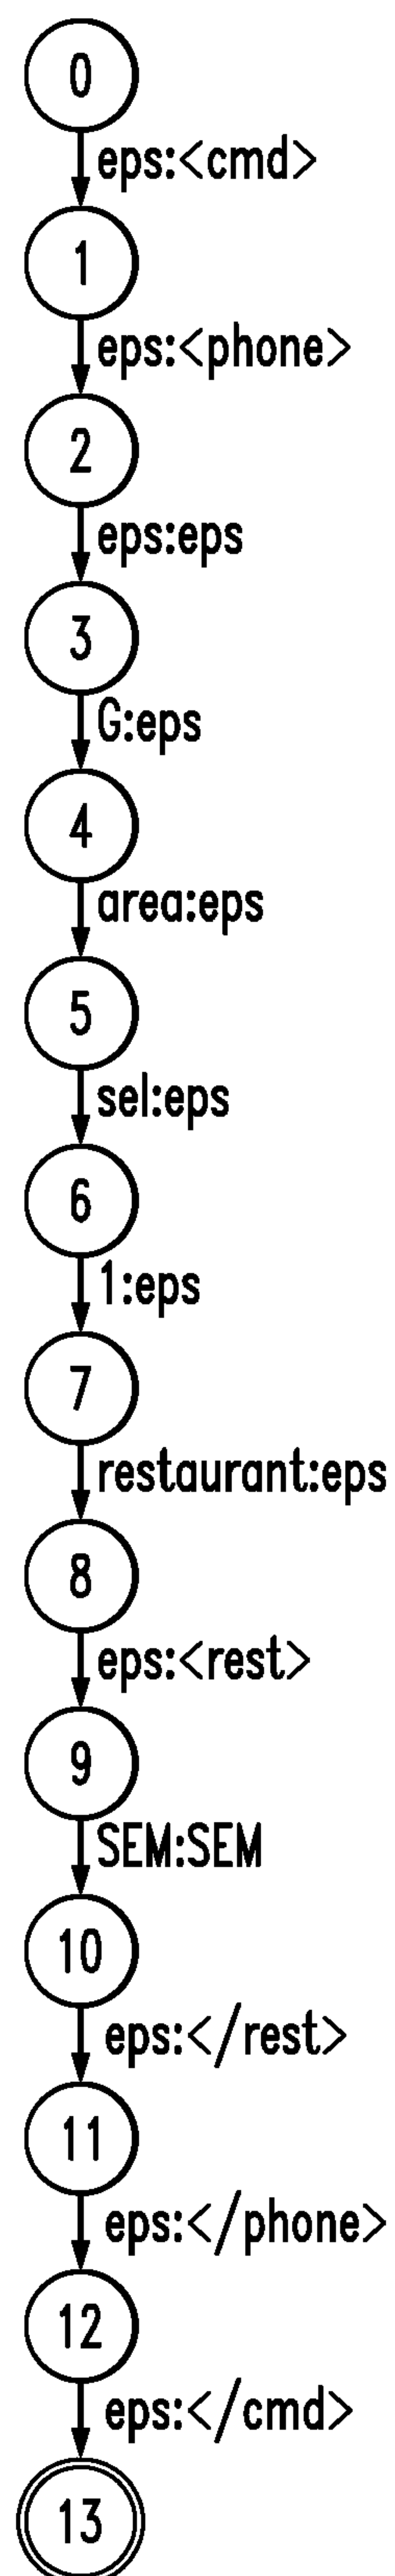 0
eps:<cmd>
1
eps:<phone>
2
eps:eps
3
G:eps
4
area:eps
5
sel:eps
6
1:eps
7
restaurant:eps
8
eps:<rest>
9
SEM:SEM
10
eps:</rest>
11
eps:</phone>
12
eps:</cmd>
13